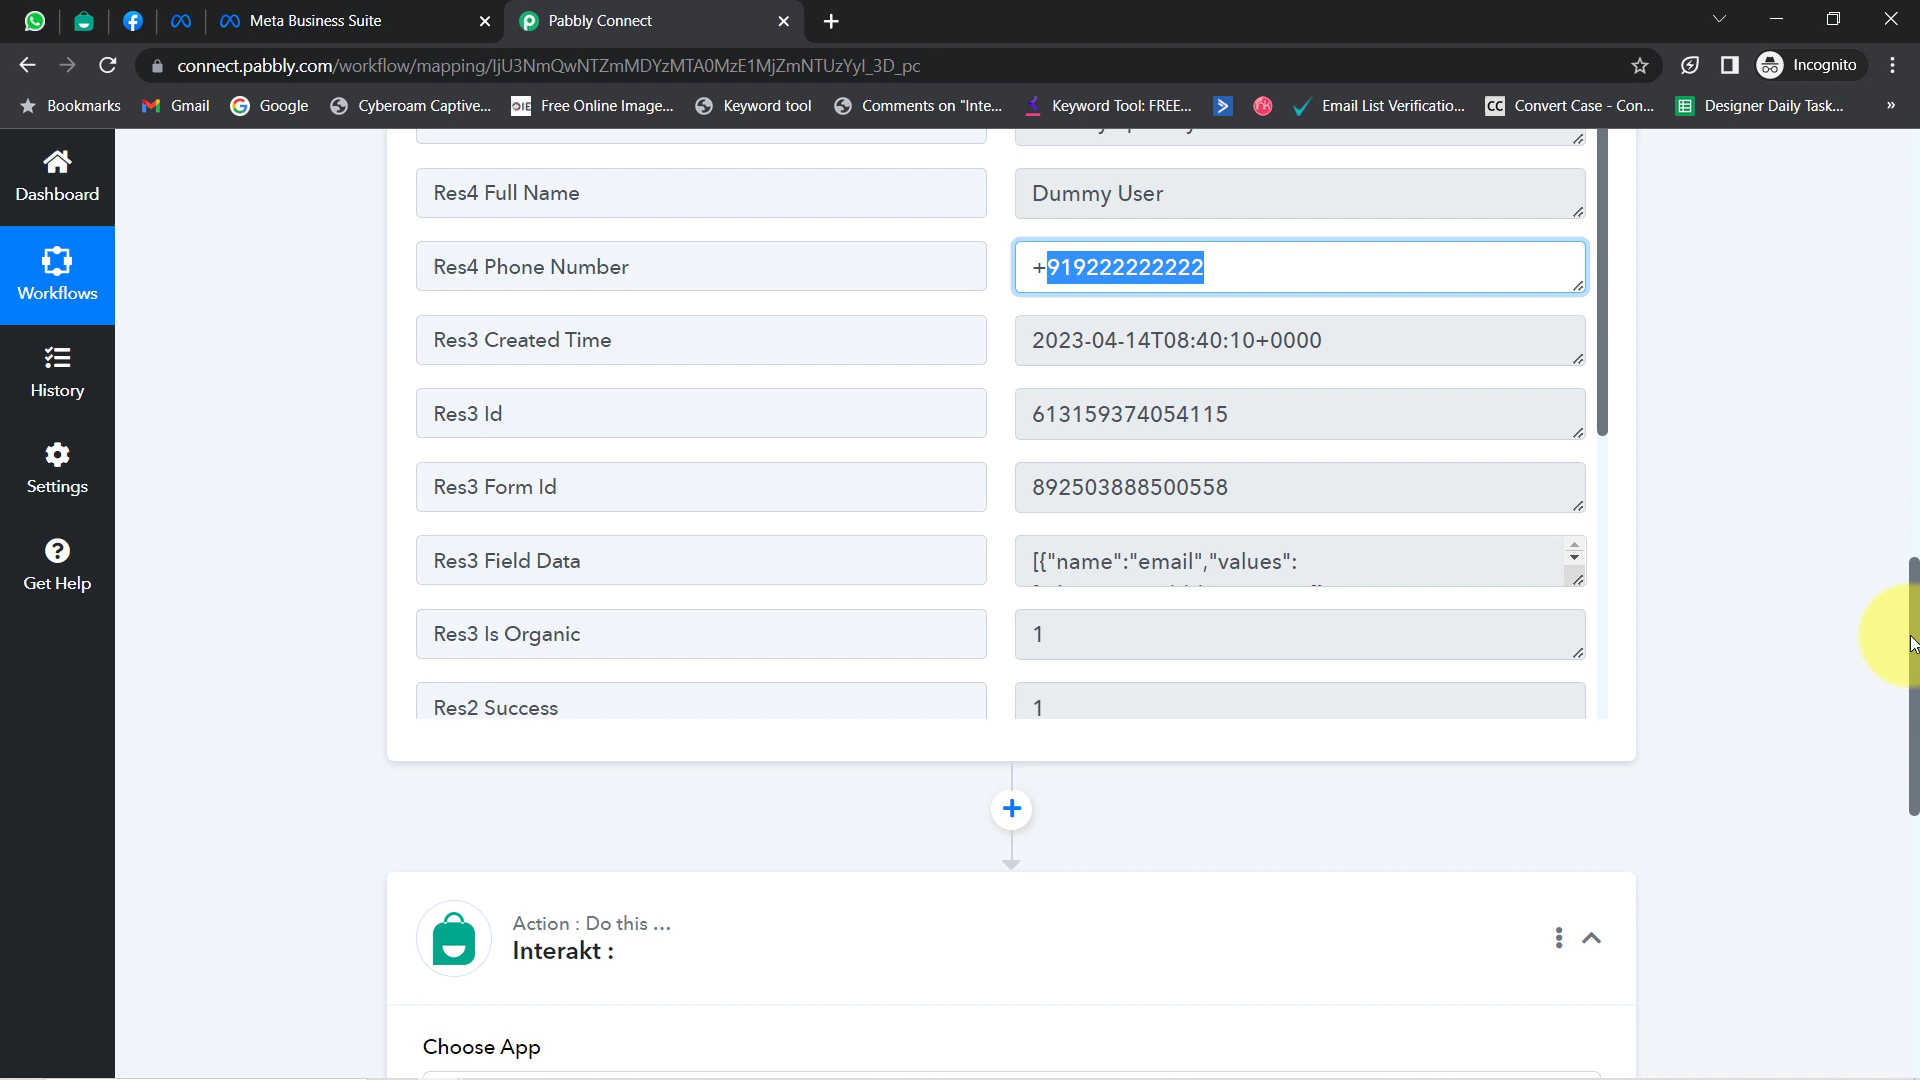 Meta Business Suite
Pabbly Connect
connect.pabbly.com/workflow/mapping/IjU3NmQwNTZmMDYzMTA0MzE1MjZmNTUzYyI_3D_pc
Incognito
Bookmarks
Gmail
Google
Cyberoam Captive...
Free Online Image...
Keyword tool
Comments on "Inte...
Keyword Tool: FREE...
Email List Verificatio...
CC Convert Case - Con...
Designer Daily Task...
»
Dashboard
Workflows
History
Settings
Get Help
Res4 Full Name
Dummy User
Res4 Phone Number
+919222222222
Res3 Created Time
2023-04-14T08:40:10+0000
Res3 Id
613159374054115
Res3 Form Id
892503888500558
Res3 Field Data
[{"name":"email","values":
Res3 Is Organic
1
Res2 Success
1
Action : Do this ...
Interakt :
Choose App